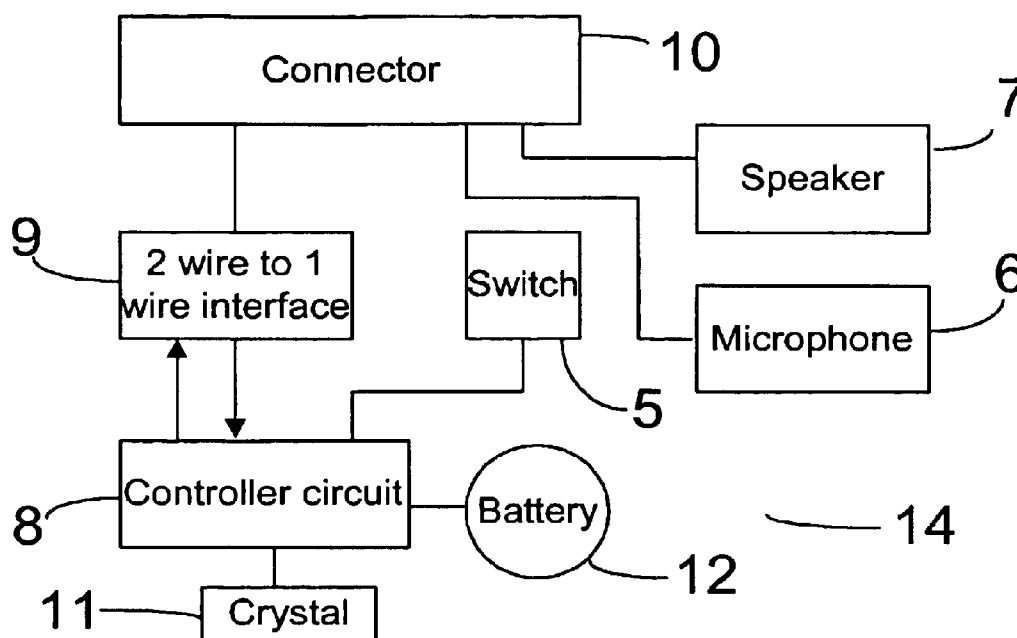 10
Connector
7
Speaker
9
2 wire to 1
wire interface
Switch
6
Microphone
5
8
Controller circuit
Battery
14
12
11
Crystal